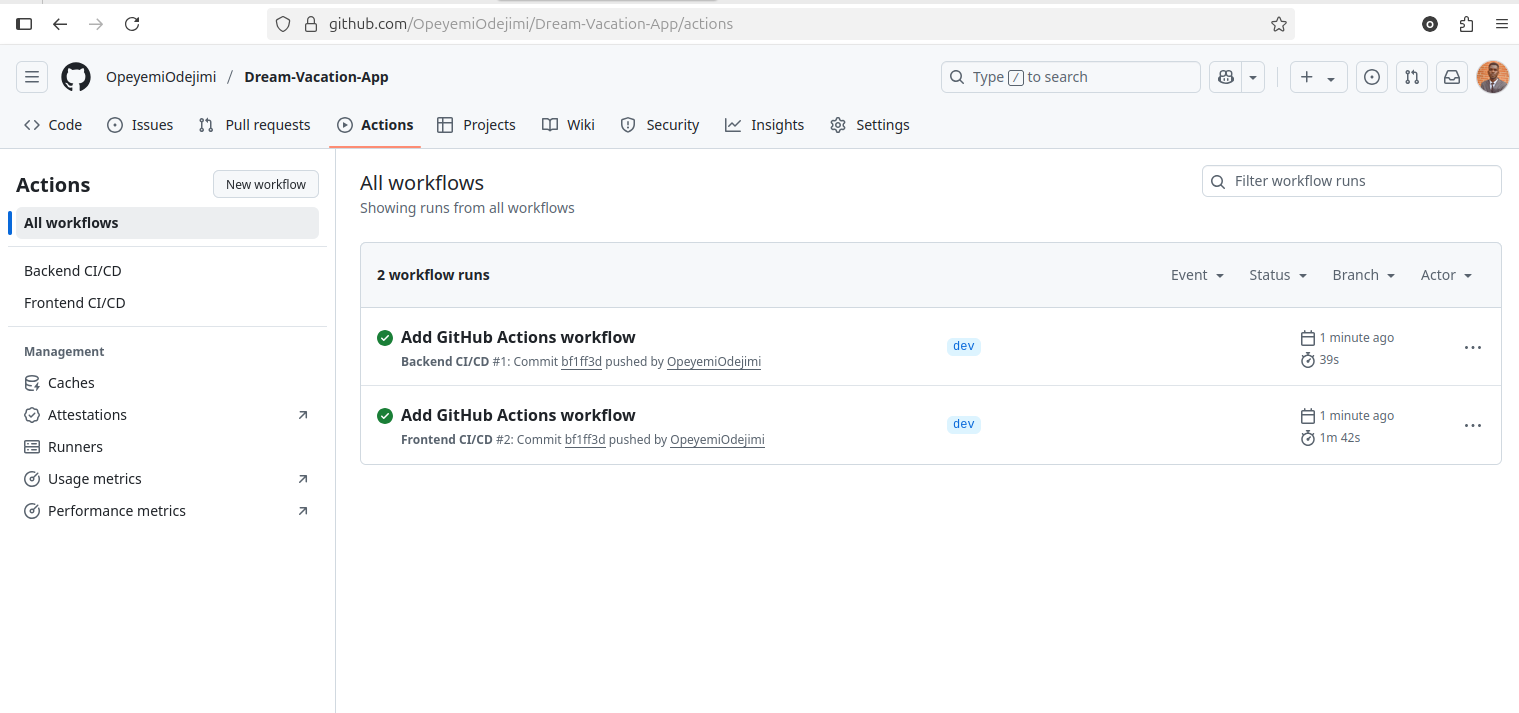 github.com/OpeyemiOdejimi/Dream-Vacation-App/actions
OpeyemiOdejimi / Dream-Vacation-App
Type / to search
Code Issues Pull requests Actions Projects Wiki Security Insights Settings
Actions
New workflow
All workflows
Backend CI/CD
Frontend CI/CD
Management
Caches
Attestations
Runners
Usage metrics
Performance metrics
All workflows
Showing runs from all workflows
Filter workflow runs
2 workflow runs
Event Status Branch Actor
Add GitHub Actions workflow
Backend CI/CD #1: Commit bf1ff3d pushed by OpeyemiOdejimi
dev
1 minute ago
39s
Add GitHub Actions workflow
Frontend CI/CD #2: Commit bf1ff3d pushed by OpeyemiOdejimi
dev
1 minute ago
1m 42s